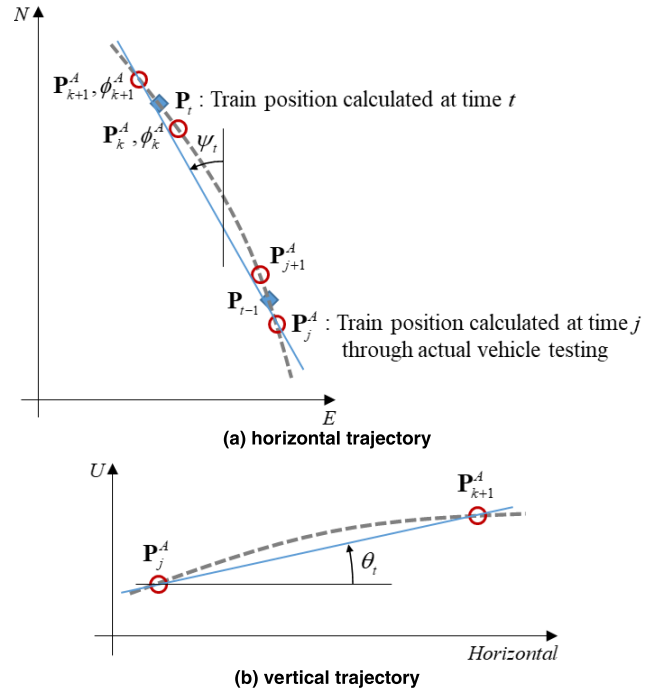 N
P^A_{k+1}, ϕ^A_{k+1}
P_t : Train position calculated at time t
P^A_k, ϕ^A_k
ψ_t
P^A_{j+1}
P_{t−1}
P^A_j : Train position calculated at time j
through actual vehicle testing
E
(a) horizontal trajectory
U
P^A_{k+1}
P^A_j
θ_t
Horizontal
(b) vertical trajectory